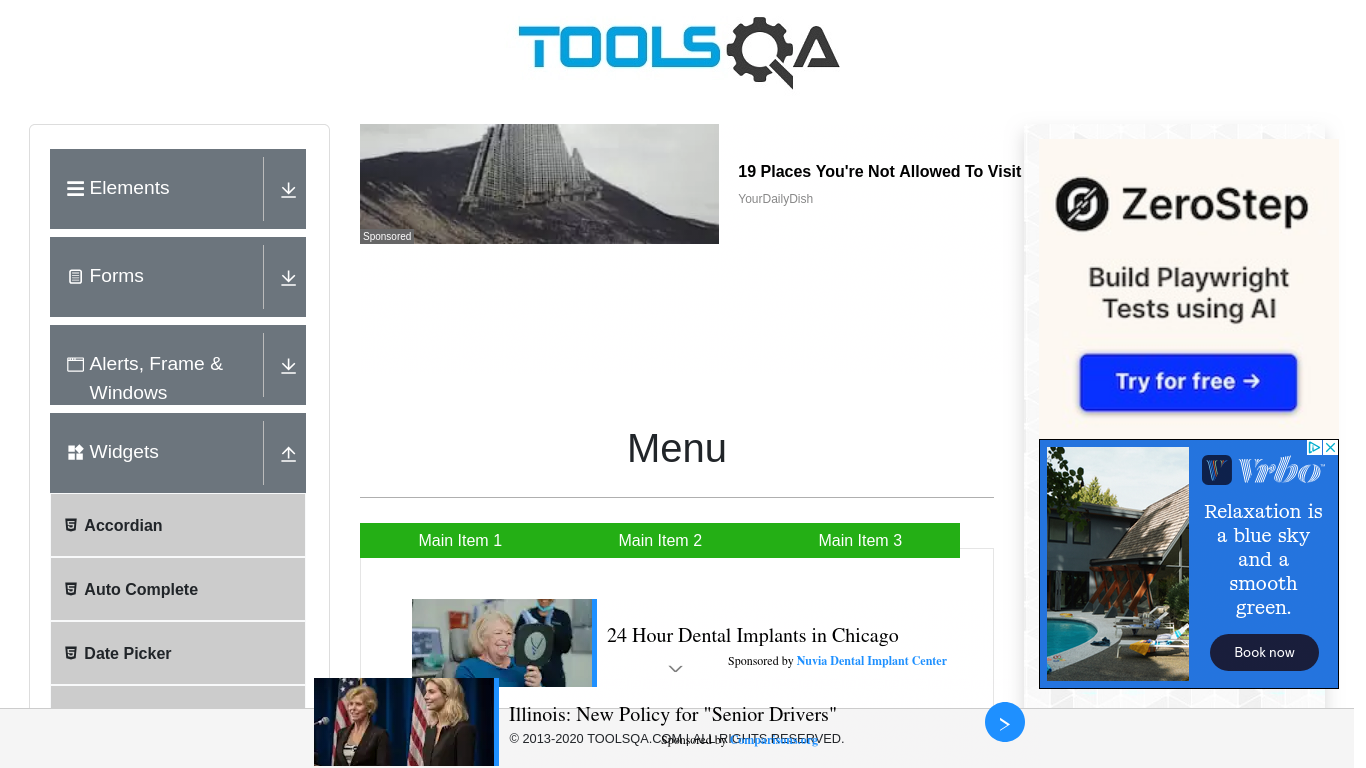 TOOLSQA
Elements
Forms
Alerts, Frame &
Windows
Widgets
Accordian
Auto Complete
Date Picker
Sponsored
19 Places You're Not Allowed To Visit
YourDailyDish
Menu
Main Item 1
Main Item 2
Main Item 3
24 Hour Dental Implants in Chicago
Sponsored by Nuvia Dental Implant Center
Illinois: New Policy for "Senior Drivers"
Sponsored by Comparisons.org
© 2013-2020 TOOLSQA.COM | ALL RIGHTS RESERVED.
ZeroStep
Build Playwright
Tests using AI
Try for free →
Vrbo
Relaxation is
a blue sky
and a
smooth
green.
Book now